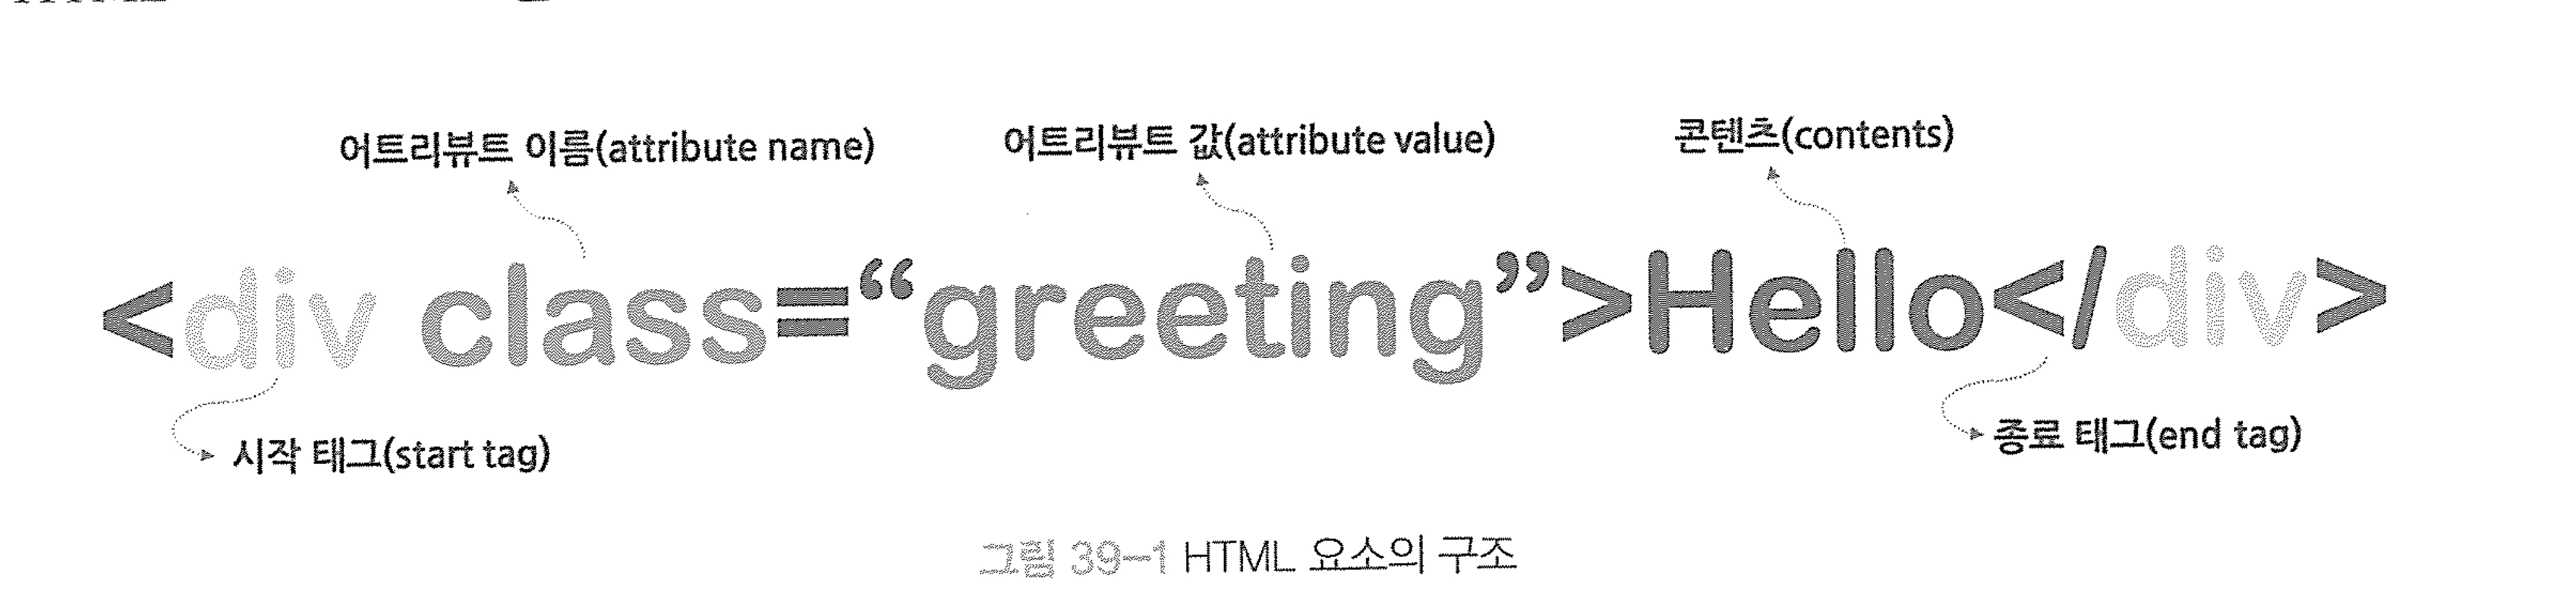 어트리뷰트 이름(attribute name) 어트리뷰트 값(attribute value) 콘텐츠(contents)
<div class=“greeting”>Hello</div>
시작 태그(start tag) 종료 태그(end tag)
그림 39-1 HTML 요소의 구조